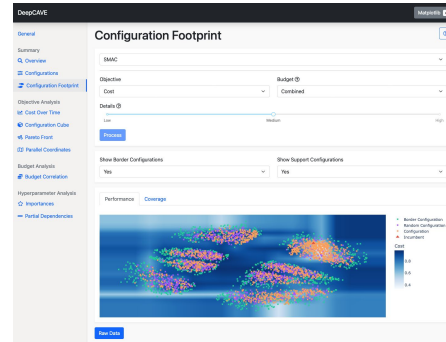 DeepCAVE
Matplotlib
General
Summary
Overview
Configurations
Configuration Footprint
Objective Analysis
Cost Over Time
Configuration Cube
Pareto Front
Parallel Coordinates
Budget Analysis
Budget Correlation
Hyperparameter Analysis
Importances
Partial Dependencies
Configuration Footprint
SMAC
Objective
Budget
Cost
Combined
Details
Low
Medium
High
Process
Show Border Configurations
Show Support Configurations
Yes
Yes
Performance
Coverage
Border Configuration
Random Configuration
Configuration
Incumbent
Cost
0.8
0.6
0.4
Raw Data